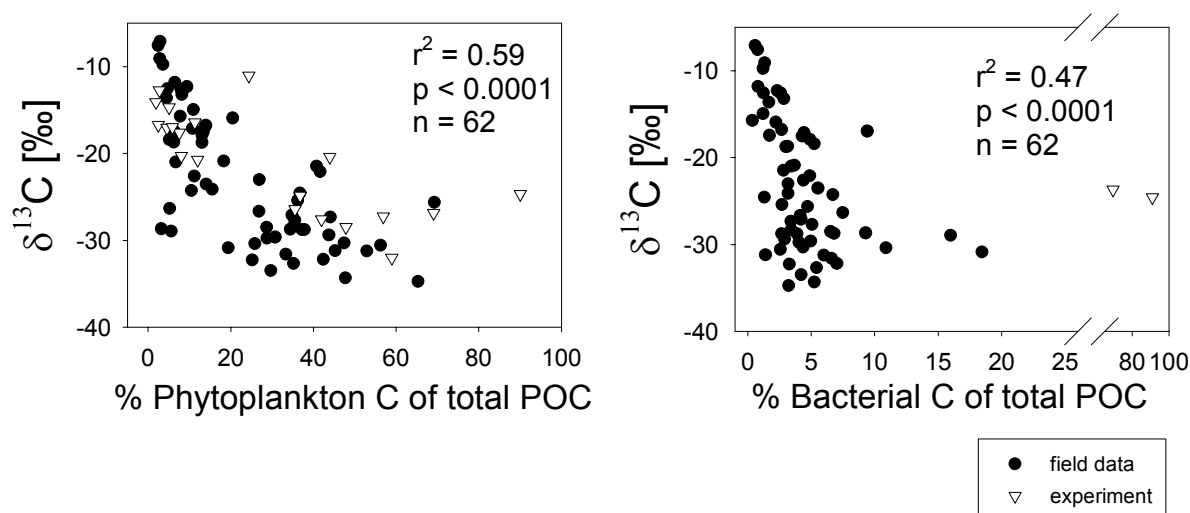 r² = 0.59
p < 0.0001
n = 62
δ¹³C [‰]
-10
-20
-30
-40
0 20 40 60 80 100
% Phytoplankton C of total POC
r² = 0.47
p < 0.0001
n = 62
δ¹³C [‰]
-10
-20
-30
-40
0 5 10 15 20 25 80 100
% Bacterial C of total POC
field data
experiment